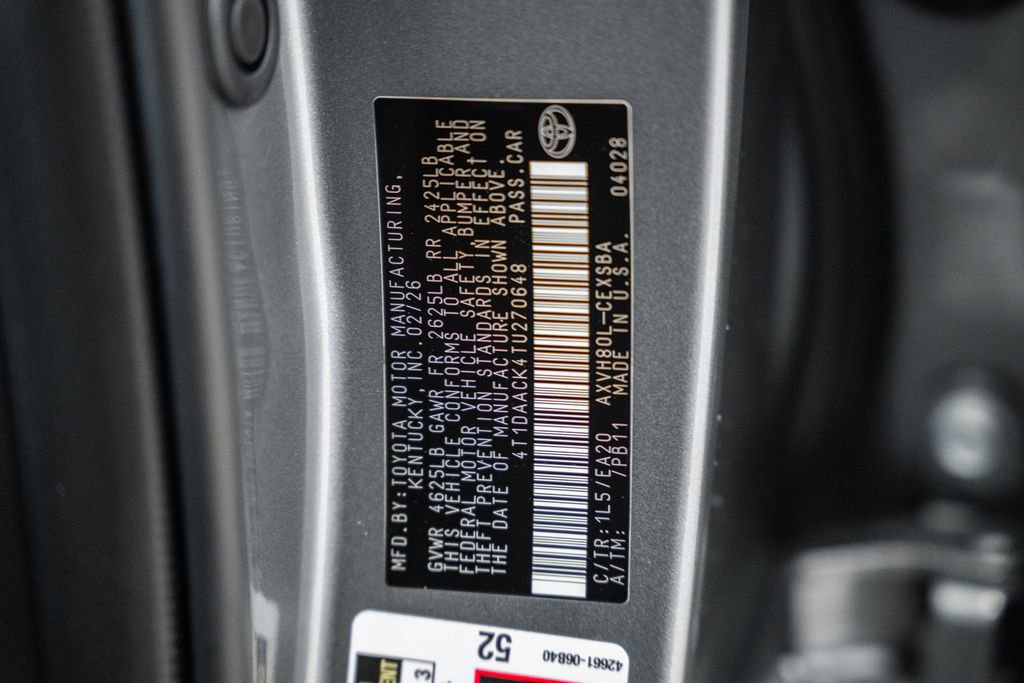 MFD.BY:TOYOTA MOTOR MANUFACTURING,
KENTUCKY, INC. 02/26
GVWR 4625LB GAWR FR 2625LB RR 2425LB
THIS VEHICLE CONFORMS TO ALL APPLICABLE
FEDERAL MOTOR VEHICLE SAFETY, BUMPER AND
THEFT PREVENTION STANDARDS IN EFFECT ON
THE DATE OF MANUFACTURE SHOWN ABOVE.
4T1DAACK4TU270648 PASS.CAR
C/TR:1L5/EA20 AXVH80L-CEXSBA 04028
A/TM: /PB11 MADE IN U.S.A.
52
42661-06B40
3